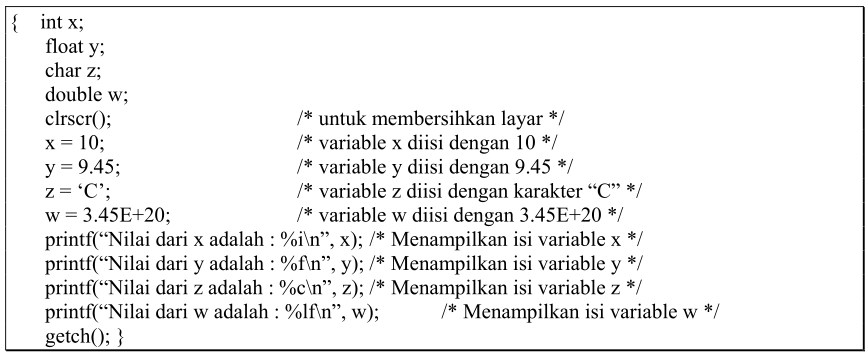 { int x;
float y;
char z;
double w;
clrscr(); /* untuk membersihkan layar */
x = 10; /* variable x diisi dengan 10 */
y = 9.45; /* variable y diisi dengan 9.45 */
z = ‘C’; /* variable z diisi dengan karakter “C” */
w = 3.45E+20; /* variable w diisi dengan 3.45E+20 */
printf(“Nilai dari x adalah : %i\n”, x); /* Menampilkan isi variable x */
printf(“Nilai dari y adalah : %f\n”, y); /* Menampilkan isi variable y */
printf(“Nilai dari z adalah : %c\n”, z); /* Menampilkan isi variable z */
printf(“Nilai dari w adalah : %lf\n”, w); /* Menampilkan isi variable w */
getch(); }